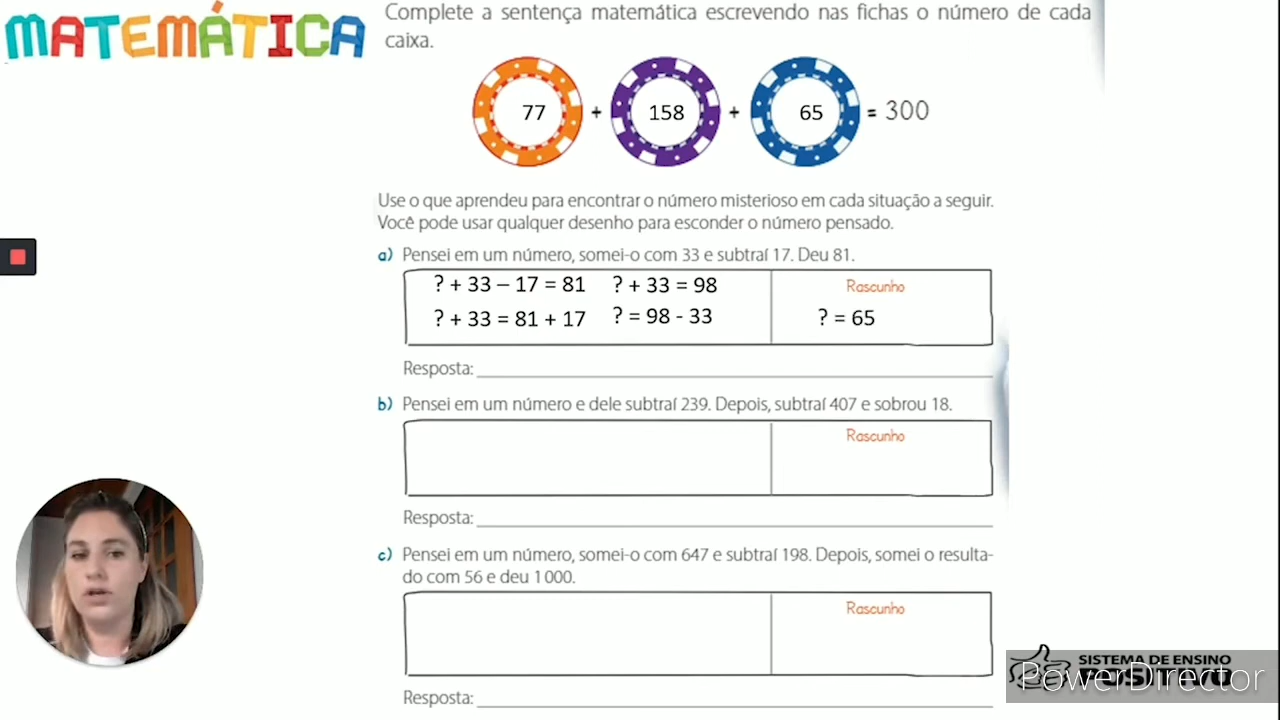 MATEMÁTICA
Complete a sentença matemática escrevendo nas fichas o número de cada
caixa.
77 + 158 + 65 = 300
Use o que aprendeu para encontrar o número misterioso em cada situação a seguir.
Você pode usar qualquer desenho para esconder o número pensado.
a) Pensei em um número, somei-o com 33 e subtraí 17. Deu 81.
? + 33 – 17 = 81 ? + 33 = 98 Rascunho
? + 33 = 81 + 17 ? = 98 - 33 ? = 65
Resposta:
b) Pensei em um número e dele subtraí 239. Depois, subtraí 407 e sobrou 18.
Rascunho
Resposta:
c) Pensei em um número, somei-o com 647 e subtraí 198. Depois, somei o resulta-
do com 56 e deu 1 000.
Rascunho
Resposta:
SISTEMA DE ENSINO
POSITIVO
PowerDirector